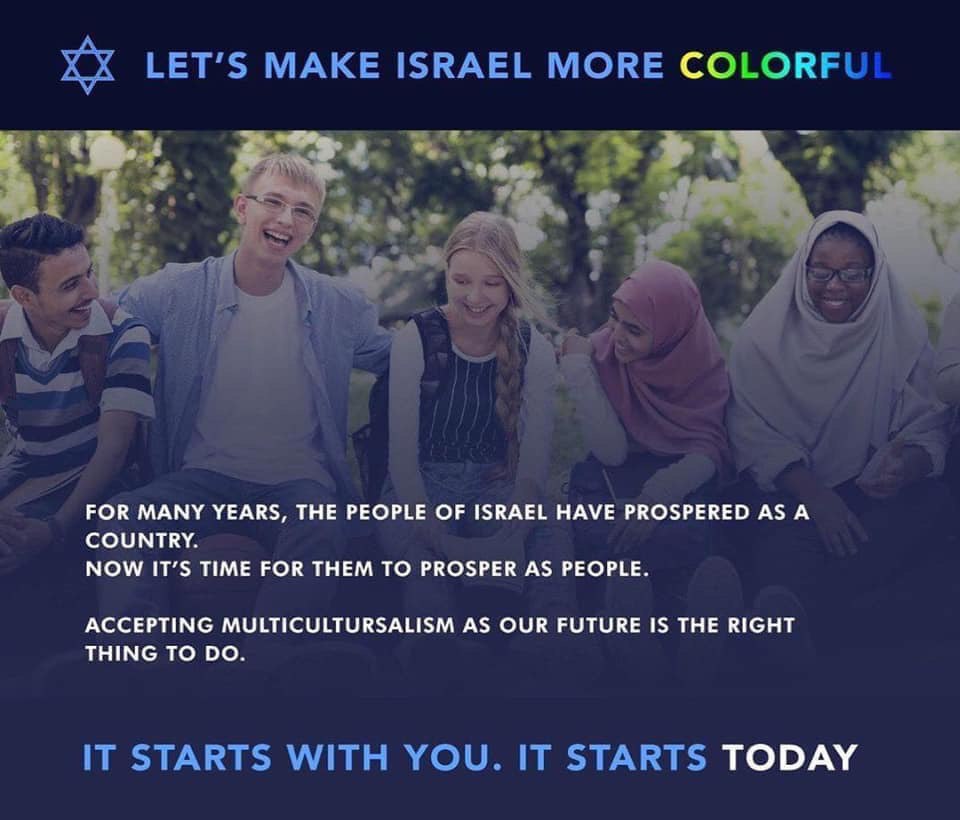 LET'S MAKE ISRAEL MORE COLORFUL
FOR MANY YEARS, THE PEOPLE OF ISRAEL HAVE PROSPERED AS A
COUNTRY.
NOW IT'S TIME FOR THEM TO PROSPER AS PEOPLE.
ACCEPTING MULTICULTURSALISM AS OUR FUTURE IS THE RIGHT
THING TO DO.
IT STARTS WITH YOU. IT STARTS TODAY